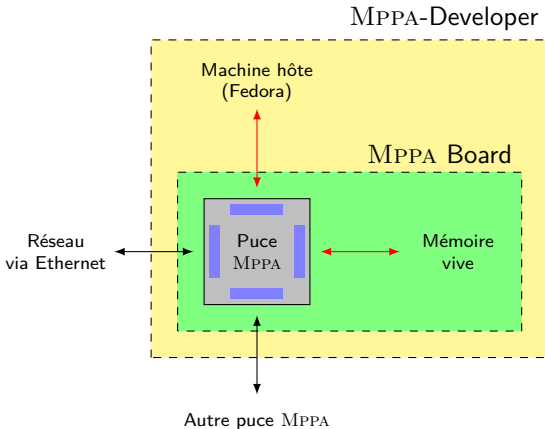 MPPA-Developer
Machine hôte
(Fedora)
MPPA Board
Réseau
via Ethernet
Puce
MPPA
Mémoire
vive
Autre puce MPPA